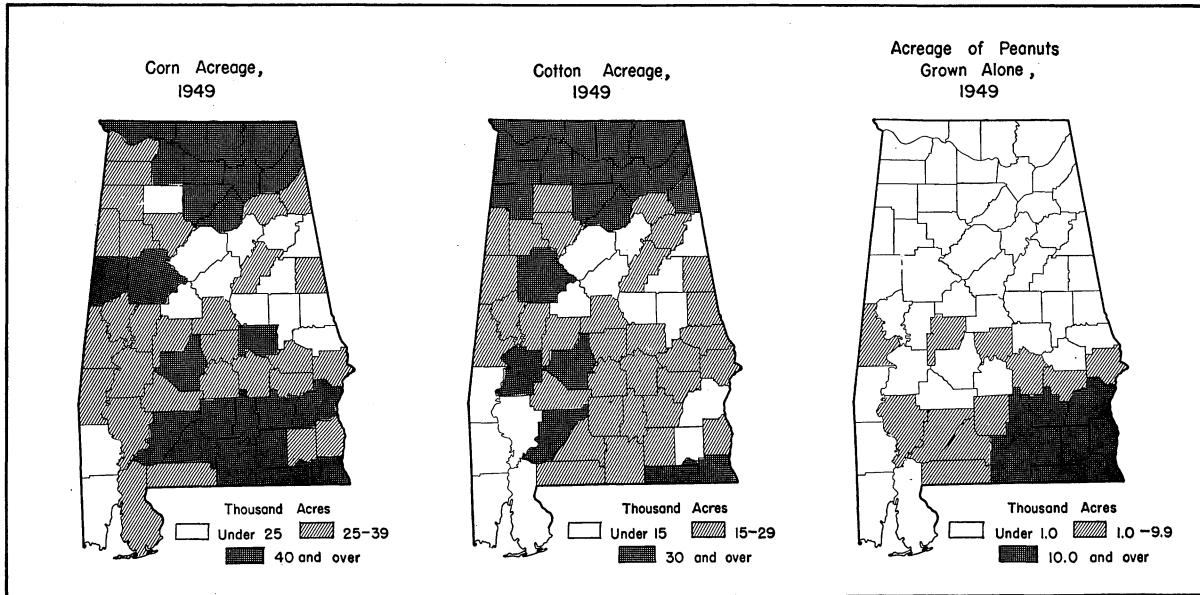 Corn Acreage,
1949
Thousand Acres
Under 25 25-39
40 and over
Cotton Acreage,
1949
Thousand Acres
Under 15 15-29
30 and over
Acreage of Peanuts
Grown Alone,
1949
Thousand Acres
Under 1.0 1.0-9.9
10.0 and over